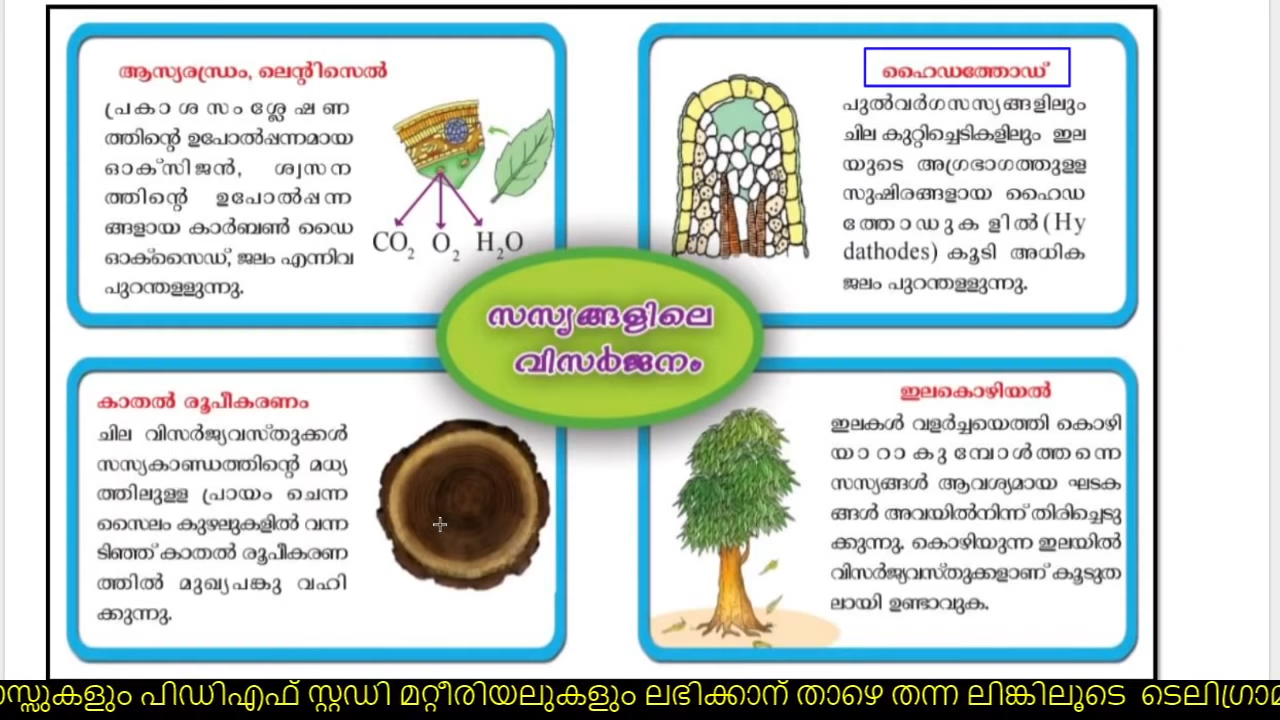 ആസ്യരന്ധ്രം, ലെന്റിസെൽ
പ്രകാശസംശ്ലേഷണ
ത്തിന്റെ ഉപോൽപ്പന്നമായ
ഓക്സിജൻ, ശ്വസന
ത്തിന്റെ ഉപോൽപ്പന്ന
ങ്ങളായ കാർബൺ ഡൈ
ഓക്സൈഡ്, ജലം എന്നിവ
പുറന്തള്ളുന്നു.
CO2 O2 H2O
ഹൈഡത്തോഡ്
പുൽവർഗസസ്യങ്ങളിലും
ചില കുറ്റിച്ചെടികളിലും ഇല
യുടെ അഗ്രഭാഗത്തുള്ള
സുഷിരങ്ങളായ ഹൈഡ
ത്തോഡുകളിൽ (Hy
dathodes) കൂടി അധിക
ജലം പുറന്തള്ളുന്നു.
സസ്യങ്ങളിലെ
വിസർജനം
കാതൽ രൂപീകരണം
ചില വിസർജ്യവസ്തുക്കൾ
സസ്യകാണ്ഡത്തിന്റെ മധ്യ
ത്തിലുള്ള പ്രായം ചെന്ന
സൈലം കുഴലുകളിൽ വന്ന
ടിഞ്ഞ് കാതൽ രൂപീകരണ
ത്തിൽ മുഖ്യപങ്കു വഹി
ക്കുന്നു.
ഇലകൊഴിയൽ
ഇലകൾ വളർച്ചയെത്തി കൊഴി
യാറാകുമ്പോൾത്തന്നെ
സസ്യങ്ങൾ ആവശ്യമായ ഘടക
ങ്ങൾ അവയിൽനിന്ന് തിരിച്ചെടു
ക്കുന്നു. കൊഴിയുന്ന ഇലയിൽ
വിസർജ്യവസ്തുക്കളാണ് കൂടുത
ലായി ഉണ്ടാവുക.
സ്സുകളും പിഡിഎഫ് സ്റ്റഡി മറ്റീരിയലുകളും ലഭിക്കാന് താഴെ തന്ന ലിങ്കിലൂടെ ടെലിഗ്രാമ